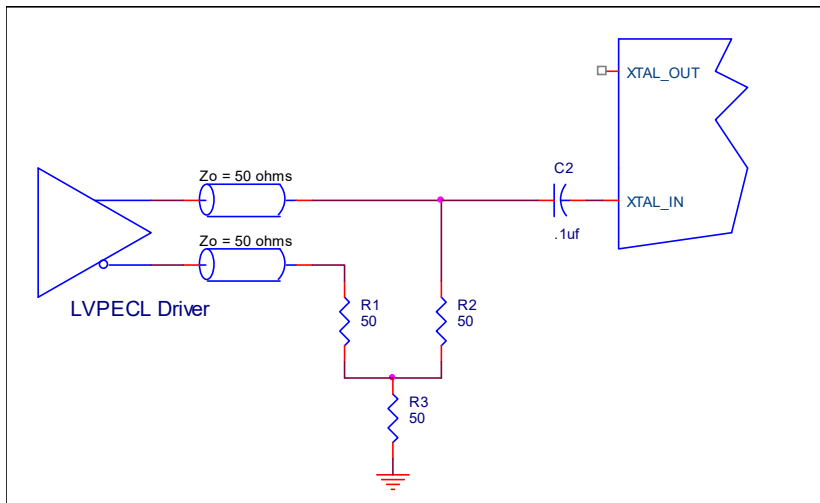 XTAL_OUT
Zo = 50 ohms
C2
XTAL_IN
.1uf
Zo = 50 ohms
LVPECL Driver
R1
50
R2
50
R3
50